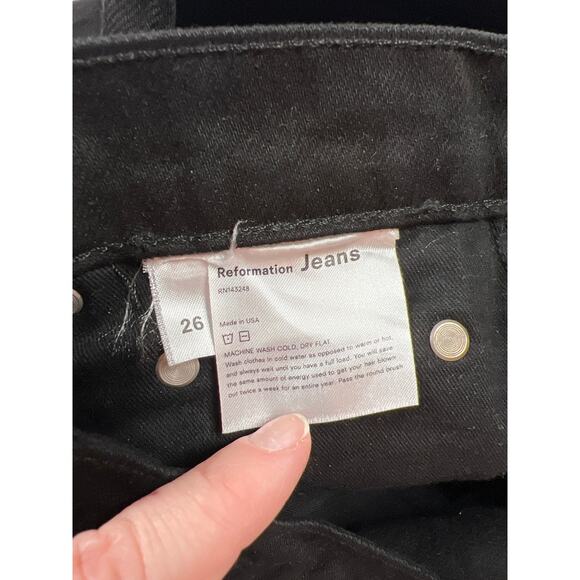 Reformation Jeans
RN143248
26
Made in USA
MACHINE WASH COLD, DRY FLAT
Wash clothes in cold water as opposed to warm or hot,
and always wait until you have a full load. You will save
the same amount of energy used to get your hair blown
out twice a week for an entire year. Pass the round brush